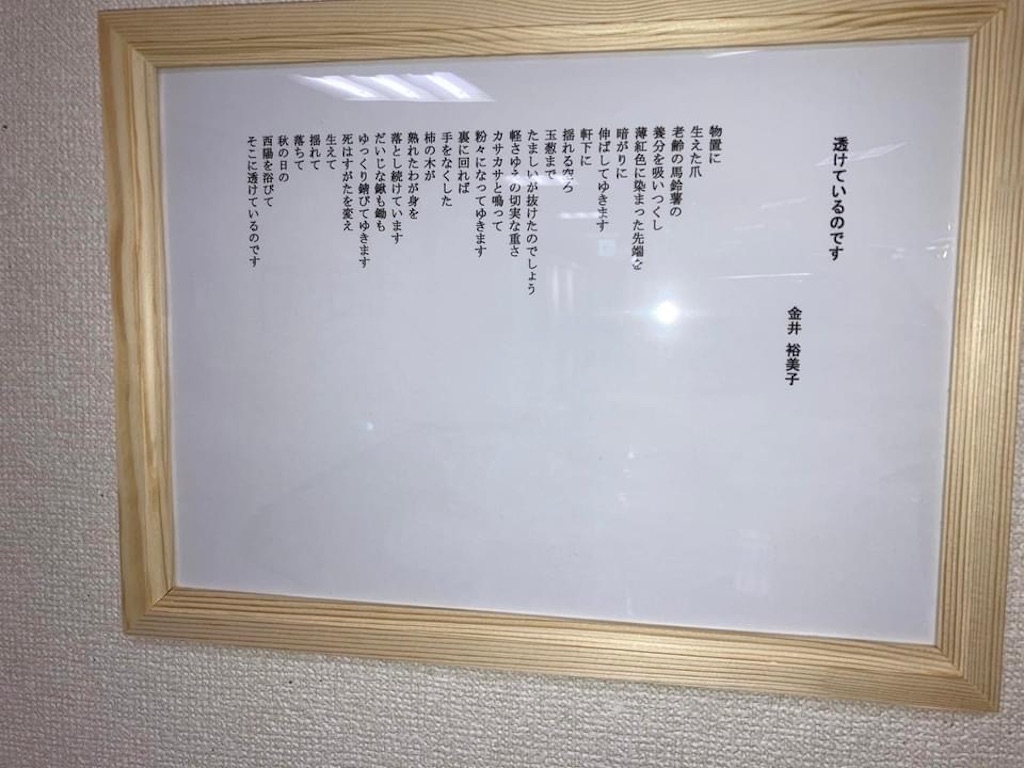 透けているのです
金井 裕美子
物置に
生えた爪
老齢の馬鈴薯の
養分を吸いつくし
薄紅色に染まった先端を
暗がりに
伸ばしてゆきます
軒下に
揺れる空ろ
玉葱まで
たましいが抜けたのでしょう
軽さゆえの切実な重さ
カサカサと鳴って
粉々になってゆきます
裏に回れば
手をなくした
柿の木が
熟れたわが身を
落とし続けています
だいじな鍬も鋤も
ゆっくり錆びてゆきます
死はすがたを変え
生えて
揺れて
落ちて
秋の日の
西陽を浴びて
そこに透けているのです